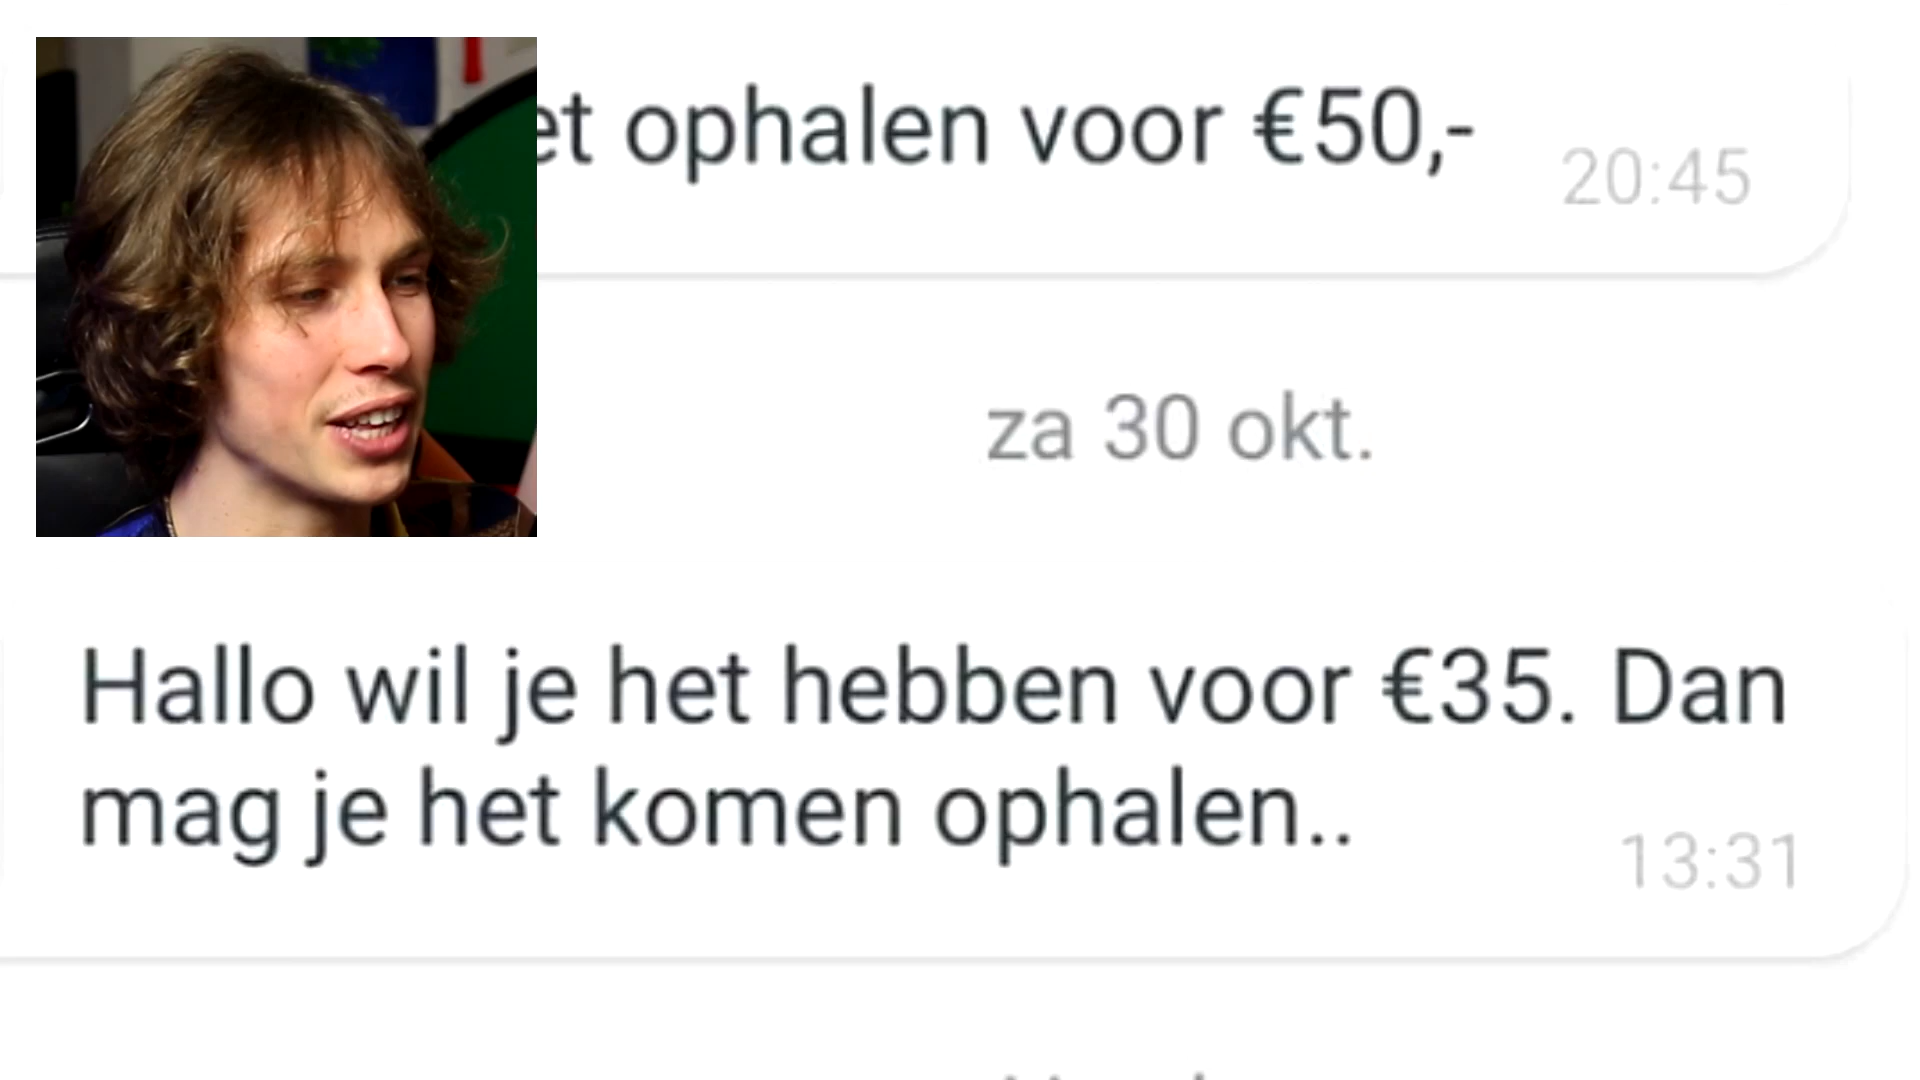 ophalen voor €50,-
20:45
za 30 okt.
Hallo wil je het hebben voor €35. Dan
mag je het komen ophalen..
13:31